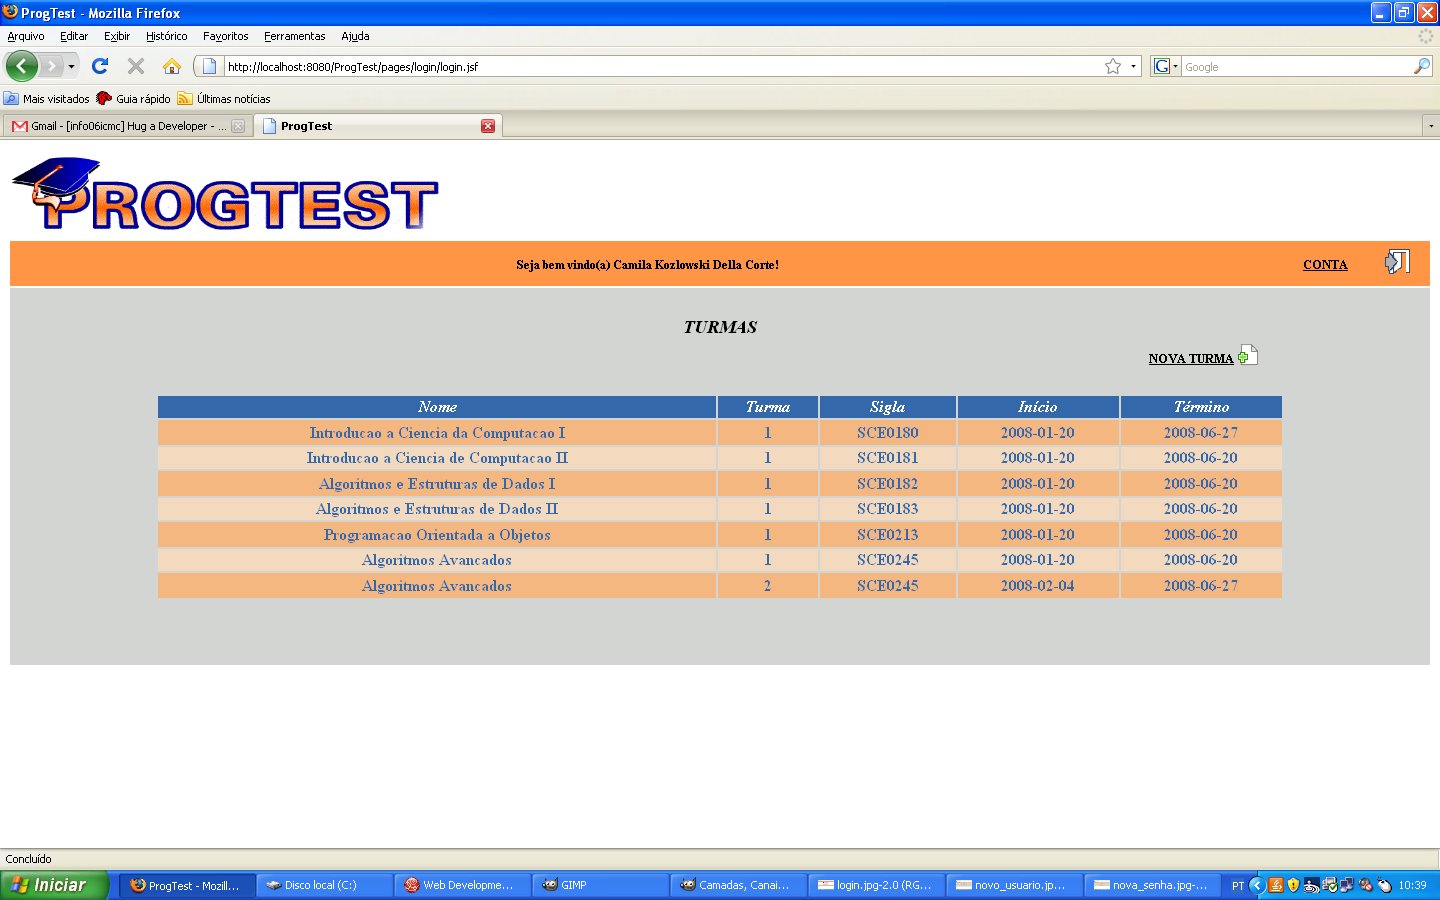 ProgTest - Mozilla Firefox
Arquivo Editar Exibir Histórico Favoritos Ferramentas Ajuda
http://localhost:8080/ProgTest/pages/login/login.jsf
G Google
Mais visitados Guia rápido Últimas notícias
Gmail - [info06icmc] Hug a Developer - ... ProgTest
PROGTEST
Seja bem vindo(a) Camila Kozlowski Della Corte! CONTA
TURMAS
NOVA TURMA
Nome Turma Sigla Início Término
Introducao a Ciencia da Computacao I 1 SCE0180 2008-01-20 2008-06-27
Introducao a Ciencia de Computacao II 1 SCE0181 2008-01-20 2008-06-20
Algoritmos e Estruturas de Dados I 1 SCE0182 2008-01-20 2008-06-20
Algoritmos e Estruturas de Dados II 1 SCE0183 2008-01-20 2008-06-20
Programacao Orientada a Objetos 1 SCE0213 2008-01-20 2008-06-20
Algoritmos Avancados 1 SCE0245 2008-01-20 2008-06-20
Algoritmos Avancados 2 SCE0245 2008-02-04 2008-06-27
Concluído
Iniciar ProgTest - Mozill... Disco local (C:) Web Developme... GIMP Camadas, Canai... login.jpg-2.0 (RG... novo_usuario.jp... nova_senha.jpg-... PT 10:39